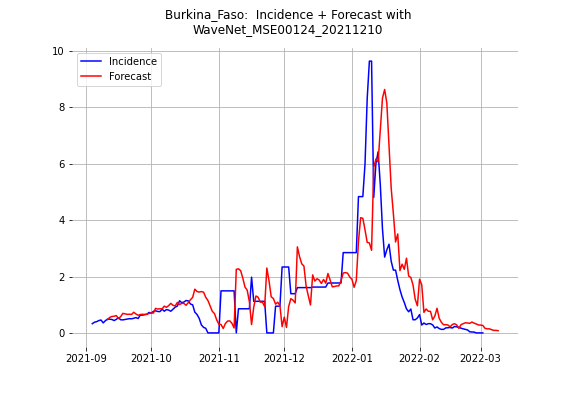 Burkina_Faso:  Incidence + Forecast with
WaveNet_MSE00124_20211210
Incidence
Forecast
10
8
6
4
2
0
2021-09 2021-10 2021-11 2021-12 2022-01 2022-02 2022-03